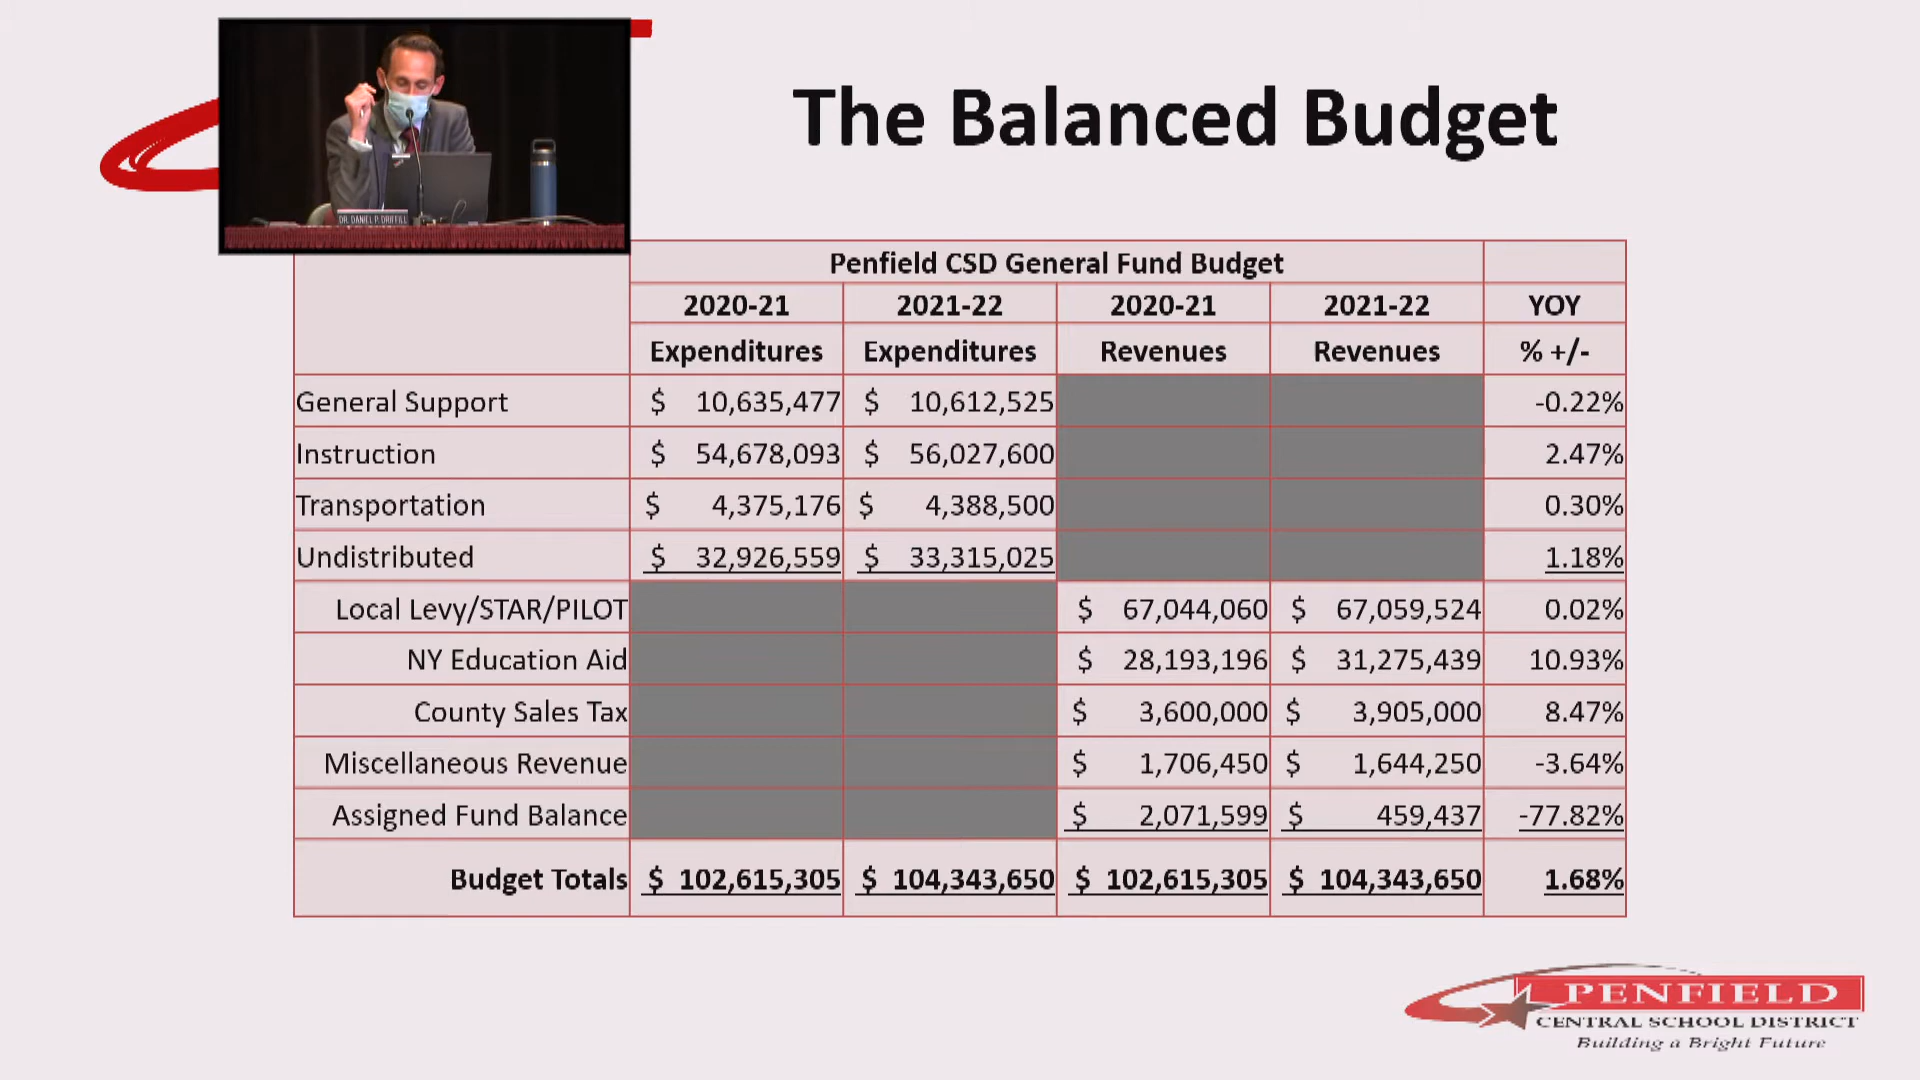 The Balanced Budget
DR. DANIEL P. DRIFFILL
Penfield CSD General Fund Budget
2020-21 2021-22 2020-21 2021-22 YOY
Expenditures Expenditures Revenues Revenues % +/-
General Support $ 10,635,477 $ 10,612,525 -0.22%
Instruction $ 54,678,093 $ 56,027,600 2.47%
Transportation $ 4,375,176 $ 4,388,500 0.30%
Undistributed $ 32,926,559 $ 33,315,025 1.18%
Local Levy/STAR/PILOT $ 67,044,060 $ 67,059,524 0.02%
NY Education Aid $ 28,193,196 $ 31,275,439 10.93%
County Sales Tax $ 3,600,000 $ 3,905,000 8.47%
Miscellaneous Revenue $ 1,706,450 $ 1,644,250 -3.64%
Assigned Fund Balance $ 2,071,599 $ 459,437 -77.82%
Budget Totals $ 102,615,305 $ 104,343,650 $ 102,615,305 $ 104,343,650 1.68%
PENFIELD
CENTRAL SCHOOL DISTRICT
Building a Bright Future